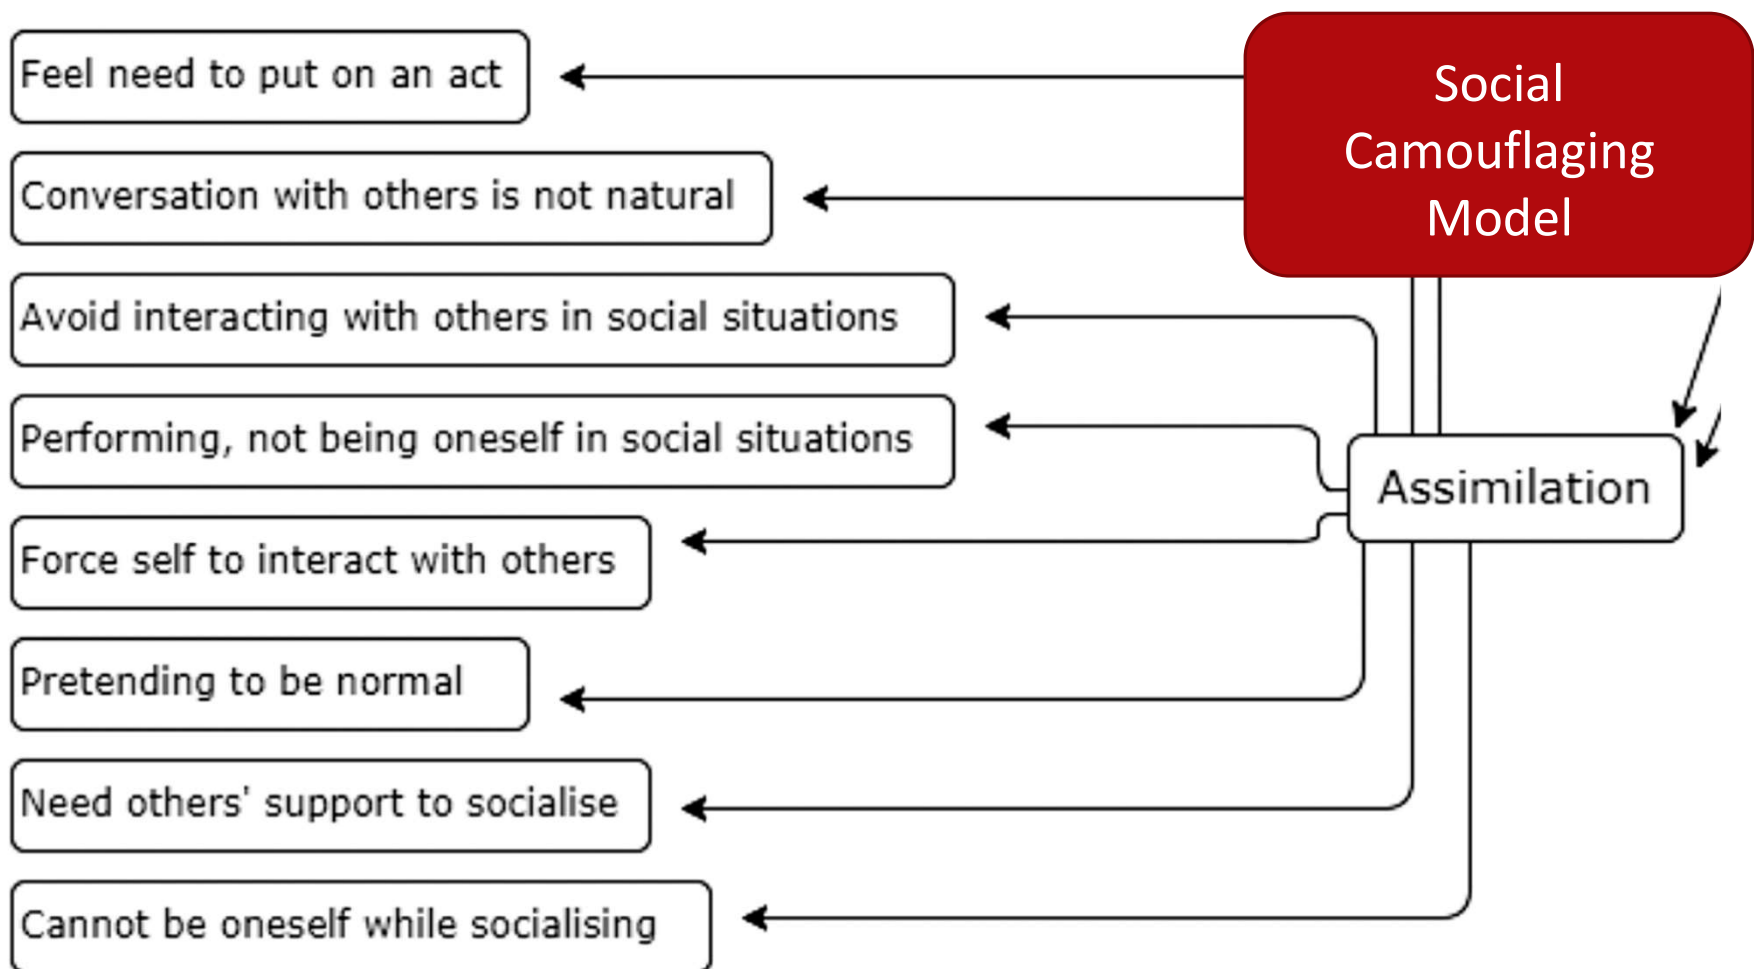 Social
Camouflaging
Model
Feel need to put on an act
Conversation with others is not natural
Avoid interacting with others in social situations
Performing, not being oneself in social situations
Force self to interact with others
Pretending to be normal
Need others' support to socialise
Cannot be oneself while socialising
Assimilation